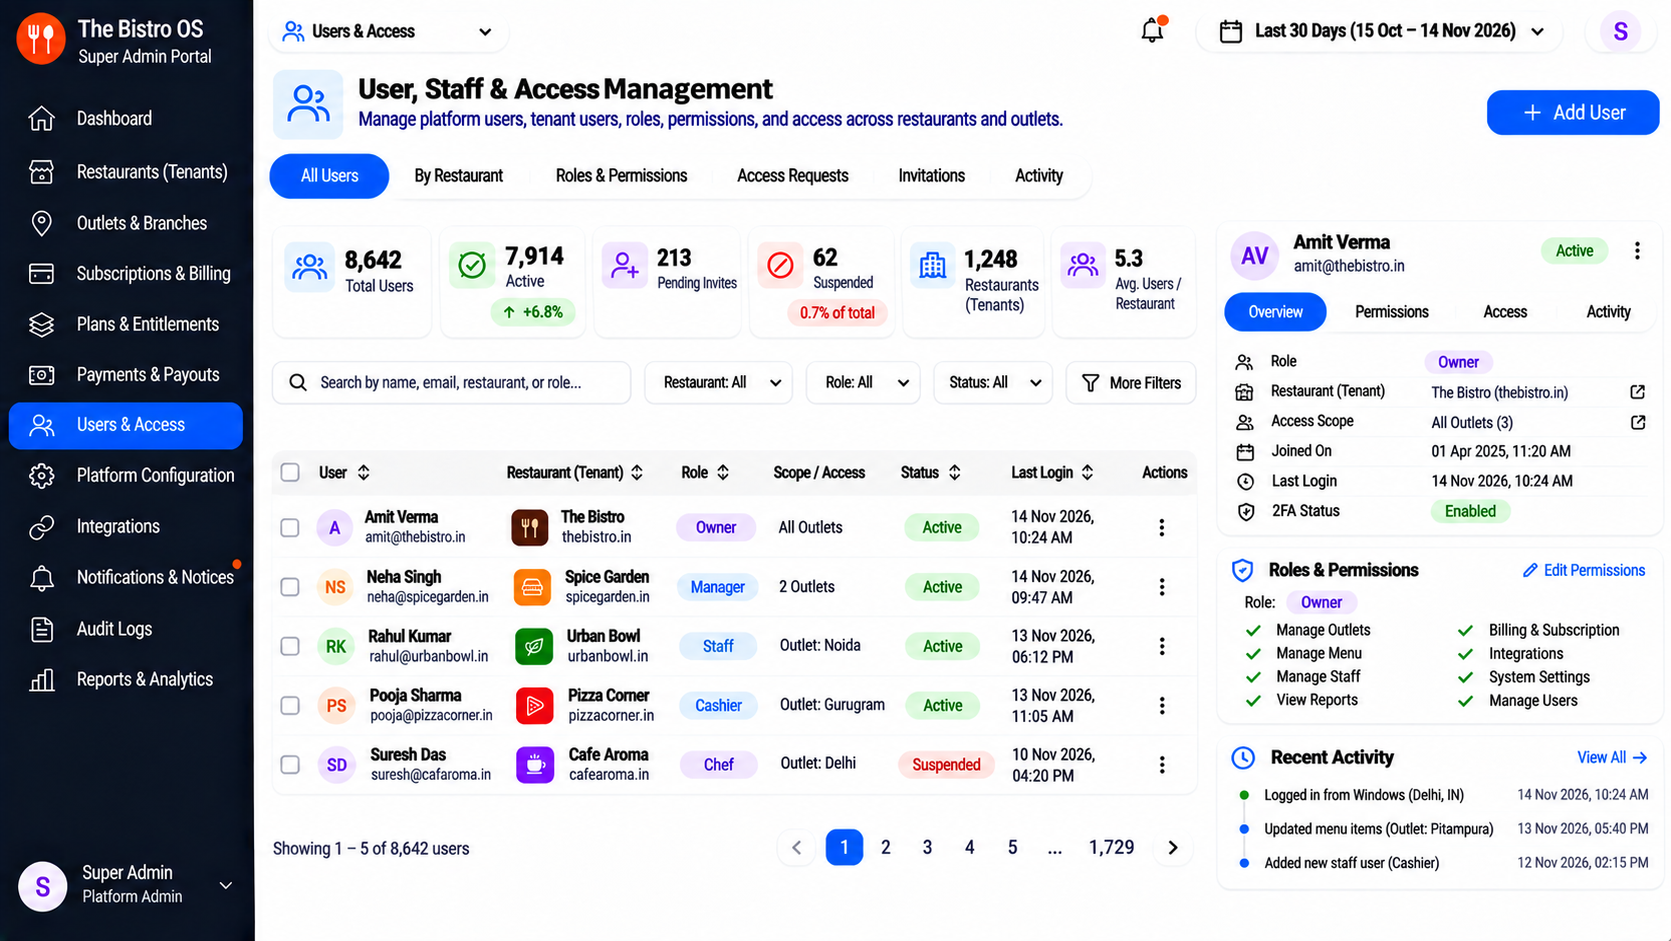 The Bistro OS
Super Admin Portal
Dashboard
Restaurants (Tenants)
Outlets & Branches
Subscriptions & Billing
Plans & Entitlements
Payments & Payouts
Users & Access
Platform Configuration
Integrations
Notifications & Notices
Audit Logs
Reports & Analytics
S
Super Admin
Platform Admin
Users & Access
Last 30 Days (15 Oct – 14 Nov 2026)
S
User, Staff & Access Management
Manage platform users, tenant users, roles, permissions, and access across restaurants and outlets.
+ Add User
All Users By Restaurant Roles & Permissions Access Requests Invitations Activity
8,642
Total Users
7,914
Active
↑ +6.8%
213
Pending Invites
62
Suspended
0.7% of total
1,248
Restaurants
(Tenants)
5.3
Avg. Users /
Restaurant
Search by name, email, restaurant, or role...
Restaurant: All
Role: All
Status: All
More Filters
User Restaurant (Tenant) Role Scope / Access Status Last Login Actions
A Amit Verma The Bistro Owner All Outlets Active 14 Nov 2026,
amit@thebistro.in thebistro.in 10:24 AM
NS Neha Singh Spice Garden Manager 2 Outlets Active 14 Nov 2026,
neha@spicegarden.in spicegarden.in 09:47 AM
RK Rahul Kumar Urban Bowl Staff Outlet: Noida Active 13 Nov 2026,
rahul@urbanbowl.in urbanbowl.in 06:12 PM
PS Pooja Sharma Pizza Corner Cashier Outlet: Gurugram Active 13 Nov 2026,
pooja@pizzacorner.in pizzacorner.in 11:05 AM
SD Suresh Das Cafe Aroma Chef Outlet: Delhi Suspended 10 Nov 2026,
suresh@cafaroma.in cafearoma.in 04:20 PM
Showing 1 – 5 of 8,642 users
1 2 3 4 5 ... 1,729
AV
Amit Verma
amit@thebistro.in
Active
Overview Permissions Access Activity
Role Owner
Restaurant (Tenant) The Bistro (thebistro.in)
Access Scope All Outlets (3)
Joined On 01 Apr 2025, 11:20 AM
Last Login 14 Nov 2026, 10:24 AM
2FA Status Enabled
Roles & Permissions
Edit Permissions
Role: Owner
Manage Outlets Billing & Subscription
Manage Menu Integrations
Manage Staff System Settings
View Reports Manage Users
Recent Activity
View All →
Logged in from Windows (Delhi, IN) 14 Nov 2026, 10:24 AM
Updated menu items (Outlet: Pitampura) 13 Nov 2026, 05:40 PM
Added new staff user (Cashier) 12 Nov 2026, 02:15 PM